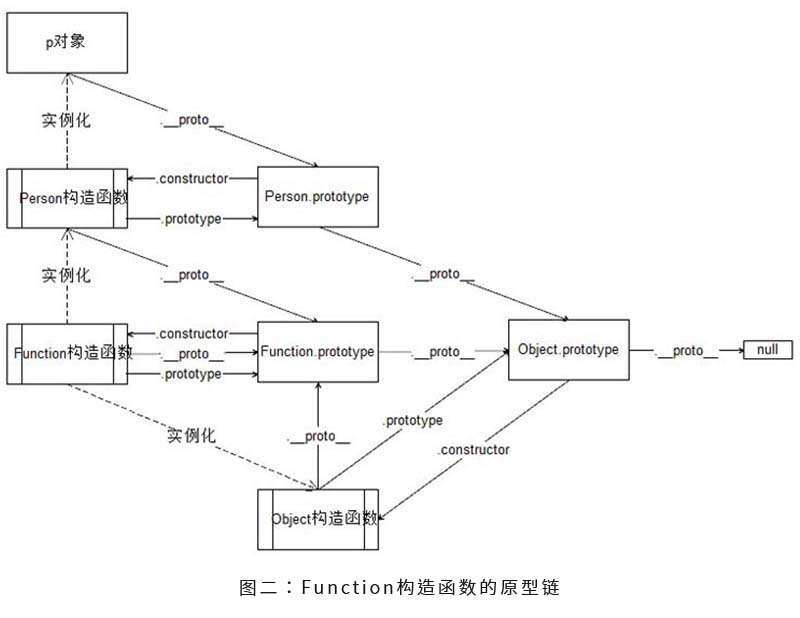 p对象
实例化
.__proto__
Person构造函数
.constructor
.prototype
Person.prototype
实例化
.__proto__
.__proto__
Function构造函数
.constructor
.__proto__
.prototype
Function.prototype
.__proto__
Object.prototype
.__proto__
null
实例化
.__proto__
.prototype
.constructor
Object构造函数
图二：Function构造函数的原型链